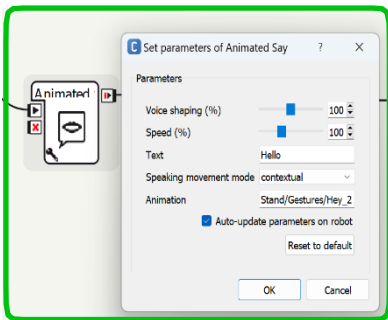 Animated
Set parameters of Animated Say ? X
Parameters
Voice shaping (%) 100
Speed (%) 100
Text Hello
Speaking movement mode contextual
Animation Stand/Gestures/Hey_2
Auto-update parameters on robot
Reset to default
OK Cancel